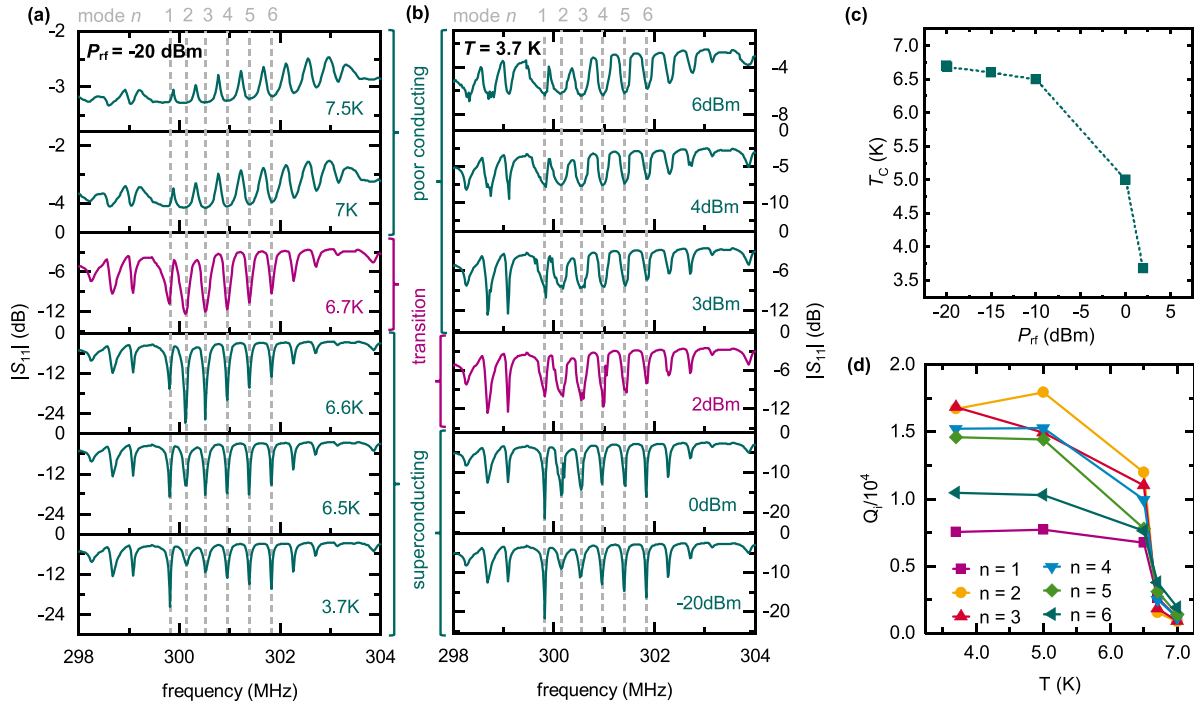 (a)
mode n 1 2 3 4 5 6
P_rf = -20 dBm
-2
-3
7.5K
-2
-4
7K
0
-6
-12
6.7K
0
-12
-24
6.6K
0
-12
-24
6.5K
0
-12
-24
3.7K
298 300 302 304
frequency (MHz)
|S_11| (dB)
poor conducting
transition
superconducting
(b)
mode n 1 2 3 4 5 6
T = 3.7 K
-4
-8
6dBm
0
-5
-10
4dBm
0
-6
-12
3dBm
0
-6
-12
2dBm
0
-10
-20
0dBm
0
-10
-20
-20dBm
298 300 302 304
frequency (MHz)
|S_11| (dB)
(c)
7.0
6.5
6.0
5.5
5.0
4.5
4.0
3.5
T_C (K)
-20 -15 -10 -5 0 5
P_rf (dBm)
(d)
2.0
1.5
1.0
0.5
0.0
Q_i/10^4
n = 1
n = 2
n = 3
n = 4
n = 5
n = 6
4.0 5.0 6.0 7.0
T (K)